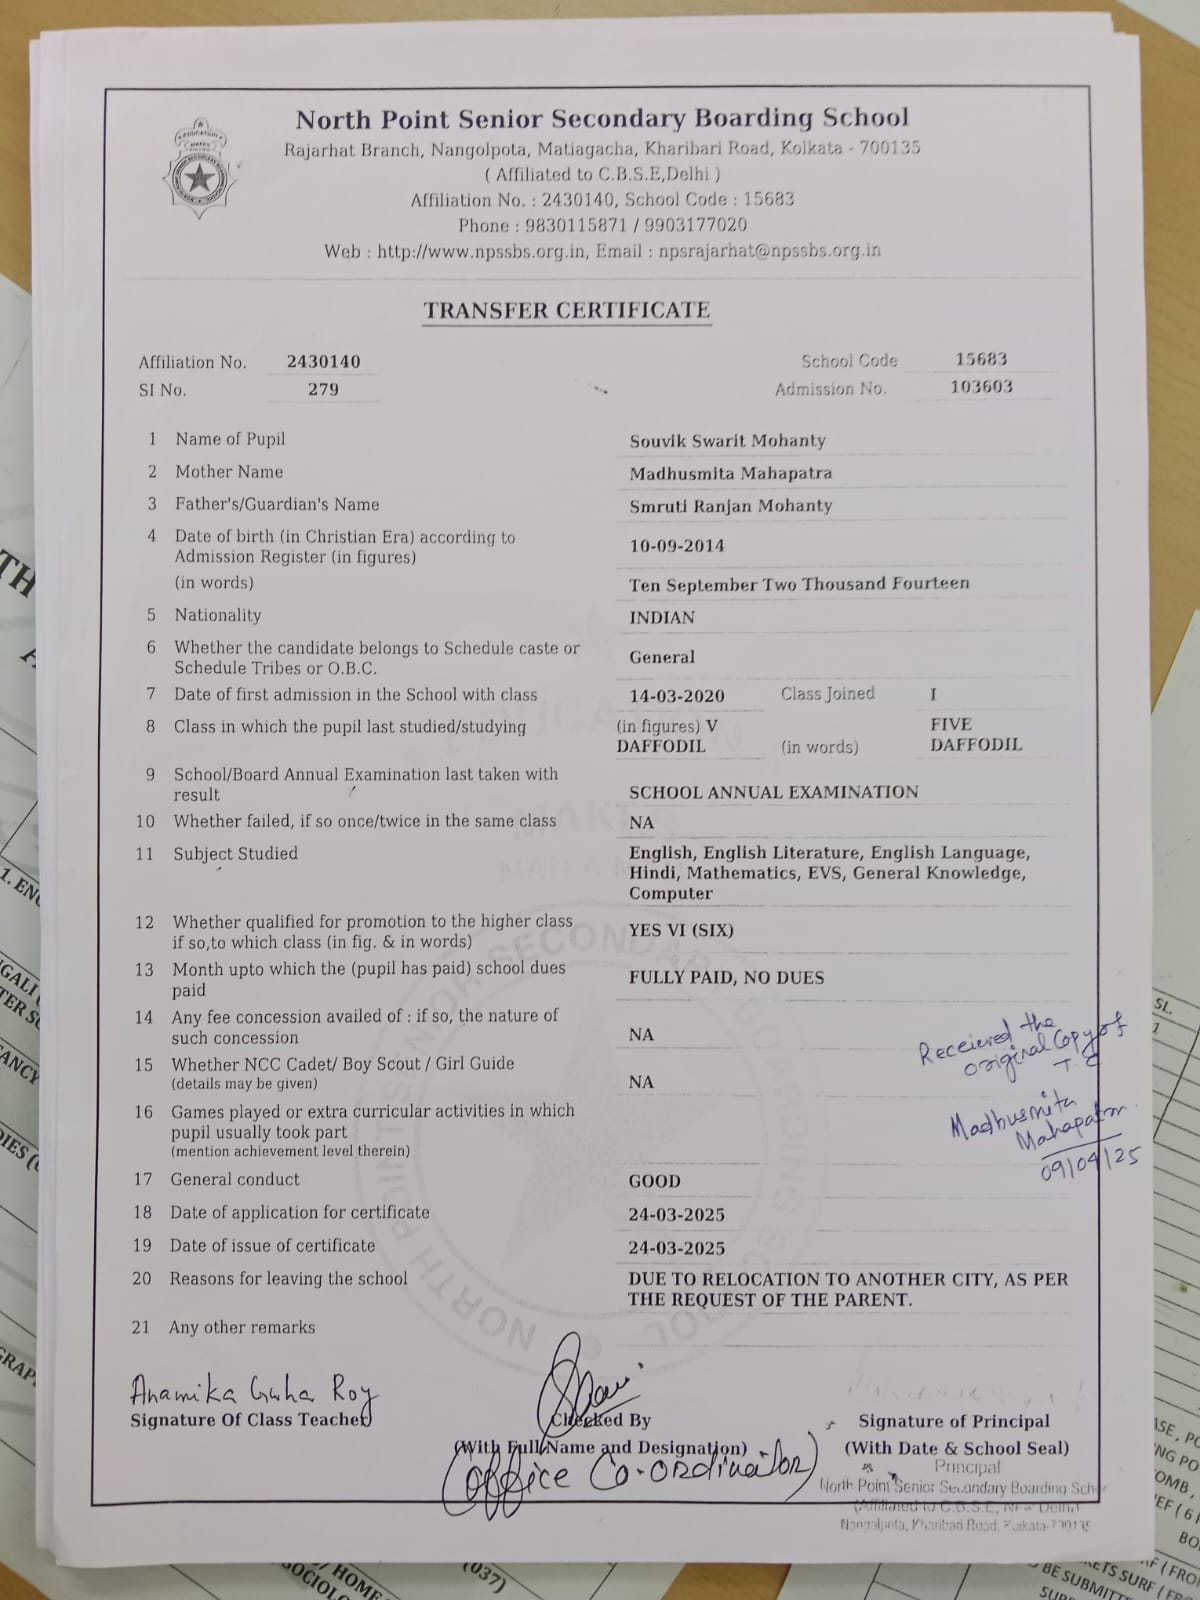 North Point Senior Secondary Boarding School
Rajarhat Branch, Nangolpota, Matiagacha, Kharibari Road, Kolkata - 700135
( Affiliated to C.B.S.E,Delhi )
Affiliation No. : 2430140, School Code : 15683
Phone : 9830115871 / 9903177020
Web : http://www.npssbs.org.in, Email : npsrajarhat@npssbs.org.in
TRANSFER CERTIFICATE
Affiliation No. 2430140 School Code 15683
SI No. 279 Admission No. 103603
1 Name of Pupil Souvik Swarit Mohanty
2 Mother Name Madhusmita Mahapatra
3 Father's/Guardian's Name Smruti Ranjan Mohanty
4 Date of birth (in Christian Era) according to
Admission Register (in figures) 10-09-2014
(in words) Ten September Two Thousand Fourteen
5 Nationality INDIAN
6 Whether the candidate belongs to Schedule caste or
Schedule Tribes or O.B.C. General
7 Date of first admission in the School with class 14-03-2020 Class Joined I
8 Class in which the pupil last studied/studying (in figures) V FIVE
DAFFODIL (in words) DAFFODIL
9 School/Board Annual Examination last taken with
result SCHOOL ANNUAL EXAMINATION
10 Whether failed, if so once/twice in the same class NA
11 Subject Studied English, English Literature, English Language,
Hindi, Mathematics, EVS, General Knowledge,
Computer
12 Whether qualified for promotion to the higher class
if so,to which class (in fig. & in words) YES VI (SIX)
13 Month upto which the (pupil has paid) school dues
paid FULLY PAID, NO DUES
14 Any fee concession availed of : if so, the nature of
such concession NA
15 Whether NCC Cadet/ Boy Scout / Girl Guide
(details may be given) NA
16 Games played or extra curricular activities in which
pupil usually took part
(mention achievement level therein)
Receieved the
original Copy of
T.C
Madhusmita
Mahapatra
09/04/25
17 General conduct GOOD
18 Date of application for certificate 24-03-2025
19 Date of issue of certificate 24-03-2025
20 Reasons for leaving the school DUE TO RELOCATION TO ANOTHER CITY, AS PER
THE REQUEST OF THE PARENT.
21 Any other remarks
Anamika Guha Roy
Signature Of Class Teacher Checked By Signature of Principal
(With Full Name and Designation) (With Date & School Seal)
(Office Co-ordinator)
Principal
North Point Senior Secondary Boarding Scho
(Affiliated to C.B.S.E, New Delhi)
Nangalpota, Kharibari Road, Kolkata-700135